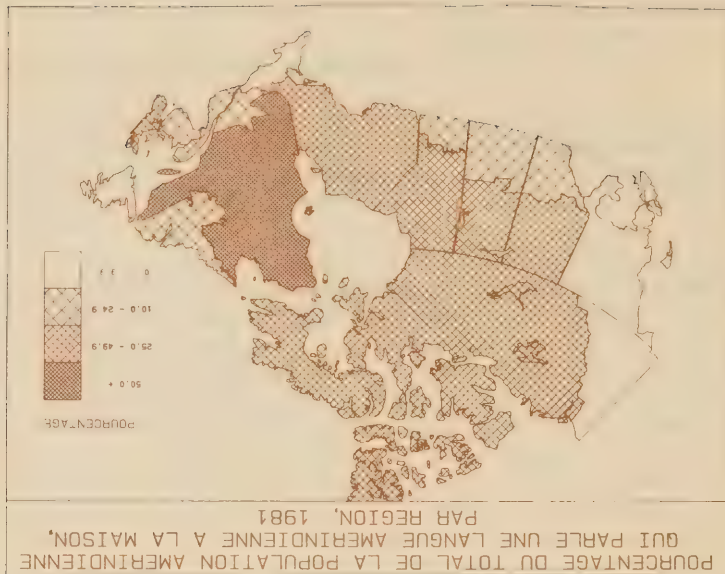 POURCENTAGE DU TOTAL DE LA POPULATION AMERINDIENNE
QUI PARLE UNE LANGUE AMERINDIENNE A LA MAISON,
PAR REGION, 1981
POURCENTAGE
50.0 +
25.0 - 49.9
10.0 - 24.9